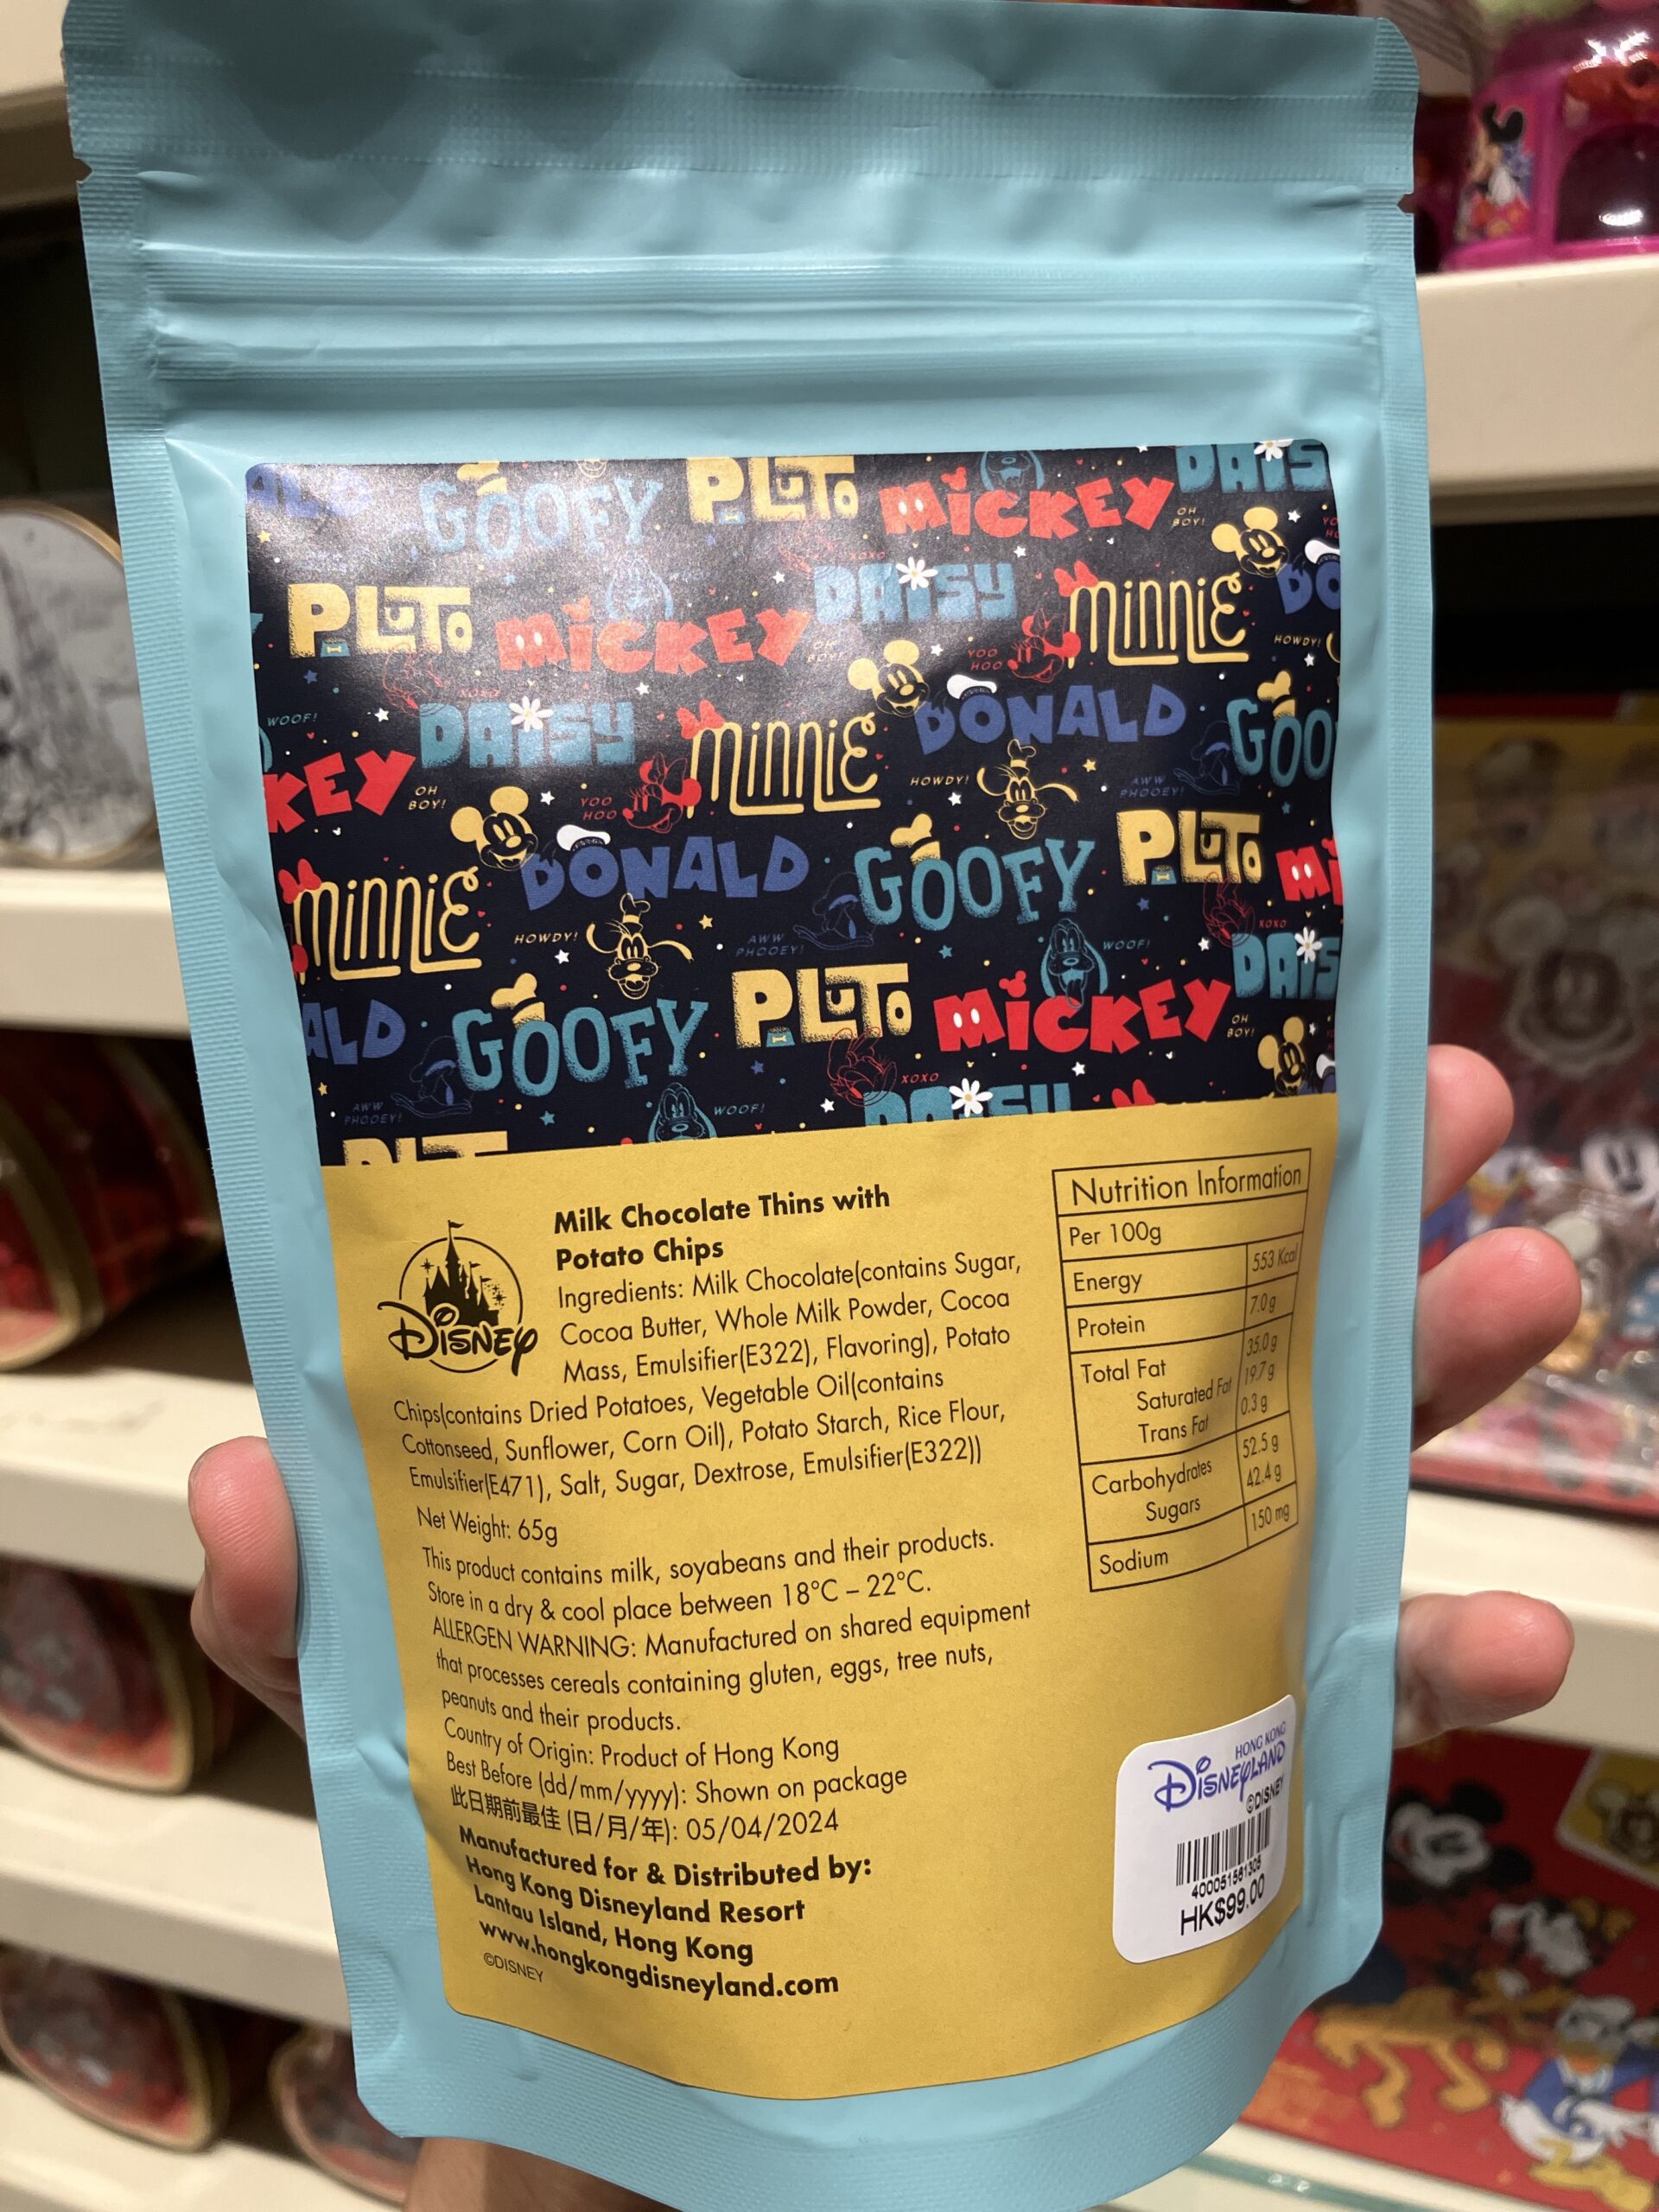 GOOFY PLUTO MICKEY DAIS
OH BOY!
PLUTO MICKEY DAISY MINNIE DO
YOO HOO
HOWDY!
WOOF!
XOXO
KEY DAISY MINNIE DONALD GOO
OH BOY!
YOO HOO
HOWDY!
AWW PHOOEY!
MINNIE DONALD GOOFY PLUTO MI
HOWDY!
AWW PHOOEY!
WOOF!
XOXO
ALD GOOFY PLUTO MICKEY DAIS
OH BOY!
AWW PHOOEY!
WOOF!
XOXO
DAISY
DISNEY
Milk Chocolate Thins with
Potato Chips
Ingredients: Milk Chocolate(contains Sugar,
Cocoa Butter, Whole Milk Powder, Cocoa
Mass, Emulsifier(E322), Flavoring), Potato
Chips(contains Dried Potatoes, Vegetable Oil(contains
Cottonseed, Sunflower, Corn Oil), Potato Starch, Rice Flour,
Emulsifier(E471), Salt, Sugar, Dextrose, Emulsifier(E322))
Net Weight: 65g
This product contains milk, soyabeans and their products.
Store in a dry & cool place between 18°C – 22°C.
ALLERGEN WARNING: Manufactured on shared equipment
that processes cereals containing gluten, eggs, tree nuts,
peanuts and their products.
Country of Origin: Product of Hong Kong
Best Before (dd/mm/yyyy): Shown on package
此日期前最佳 (日/月/年): 05/04/2024
Manufactured for & Distributed by:
Hong Kong Disneyland Resort
Lantau Island, Hong Kong
www.hongkongdisneyland.com
©DISNEY
Nutrition Information
Per 100g
Energy 553 Kcal
Protein 7.0 g
Total Fat 35.0 g
Saturated Fat 19.7 g
Trans Fat 0.3 g
Carbohydrates 52.5 g
Sugars 42.4 g
Sodium 150 mg
HONG KONG
DISNEYLAND
©DISNEY
HK$99.00